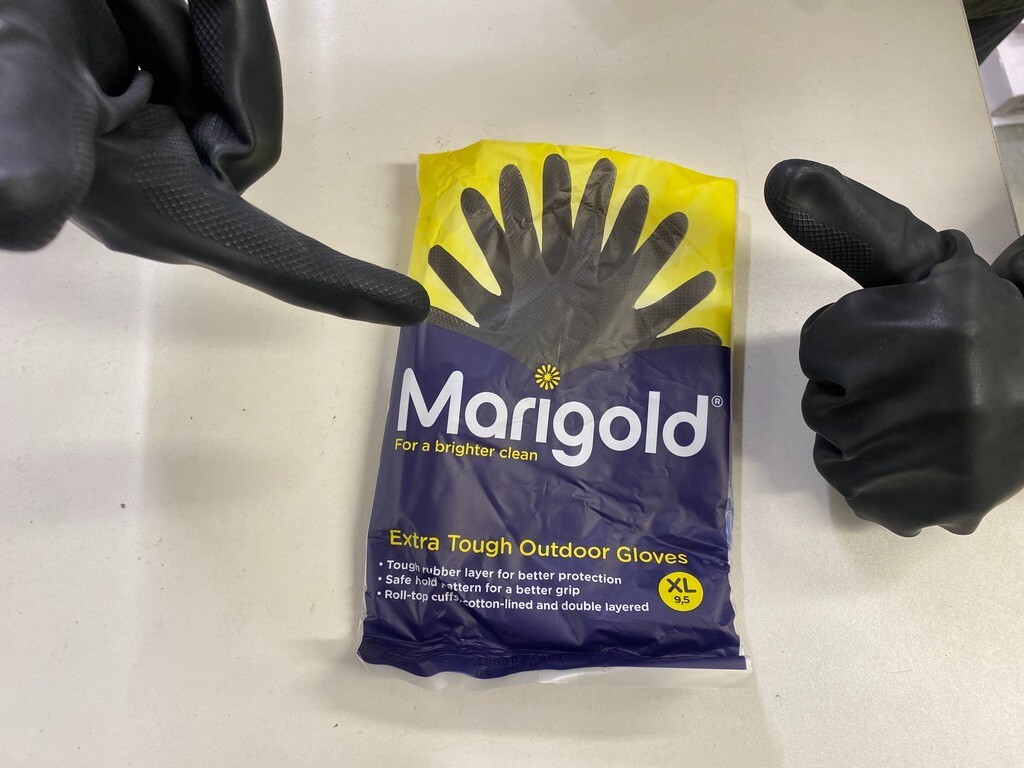 Marigold®
For a brighter clean
Extra Tough Outdoor Gloves
• Tough rubber layer for better protection
• Safe hold pattern for a better grip
• Roll-top cuffs, cotton-lined and double layered
XL
9,5